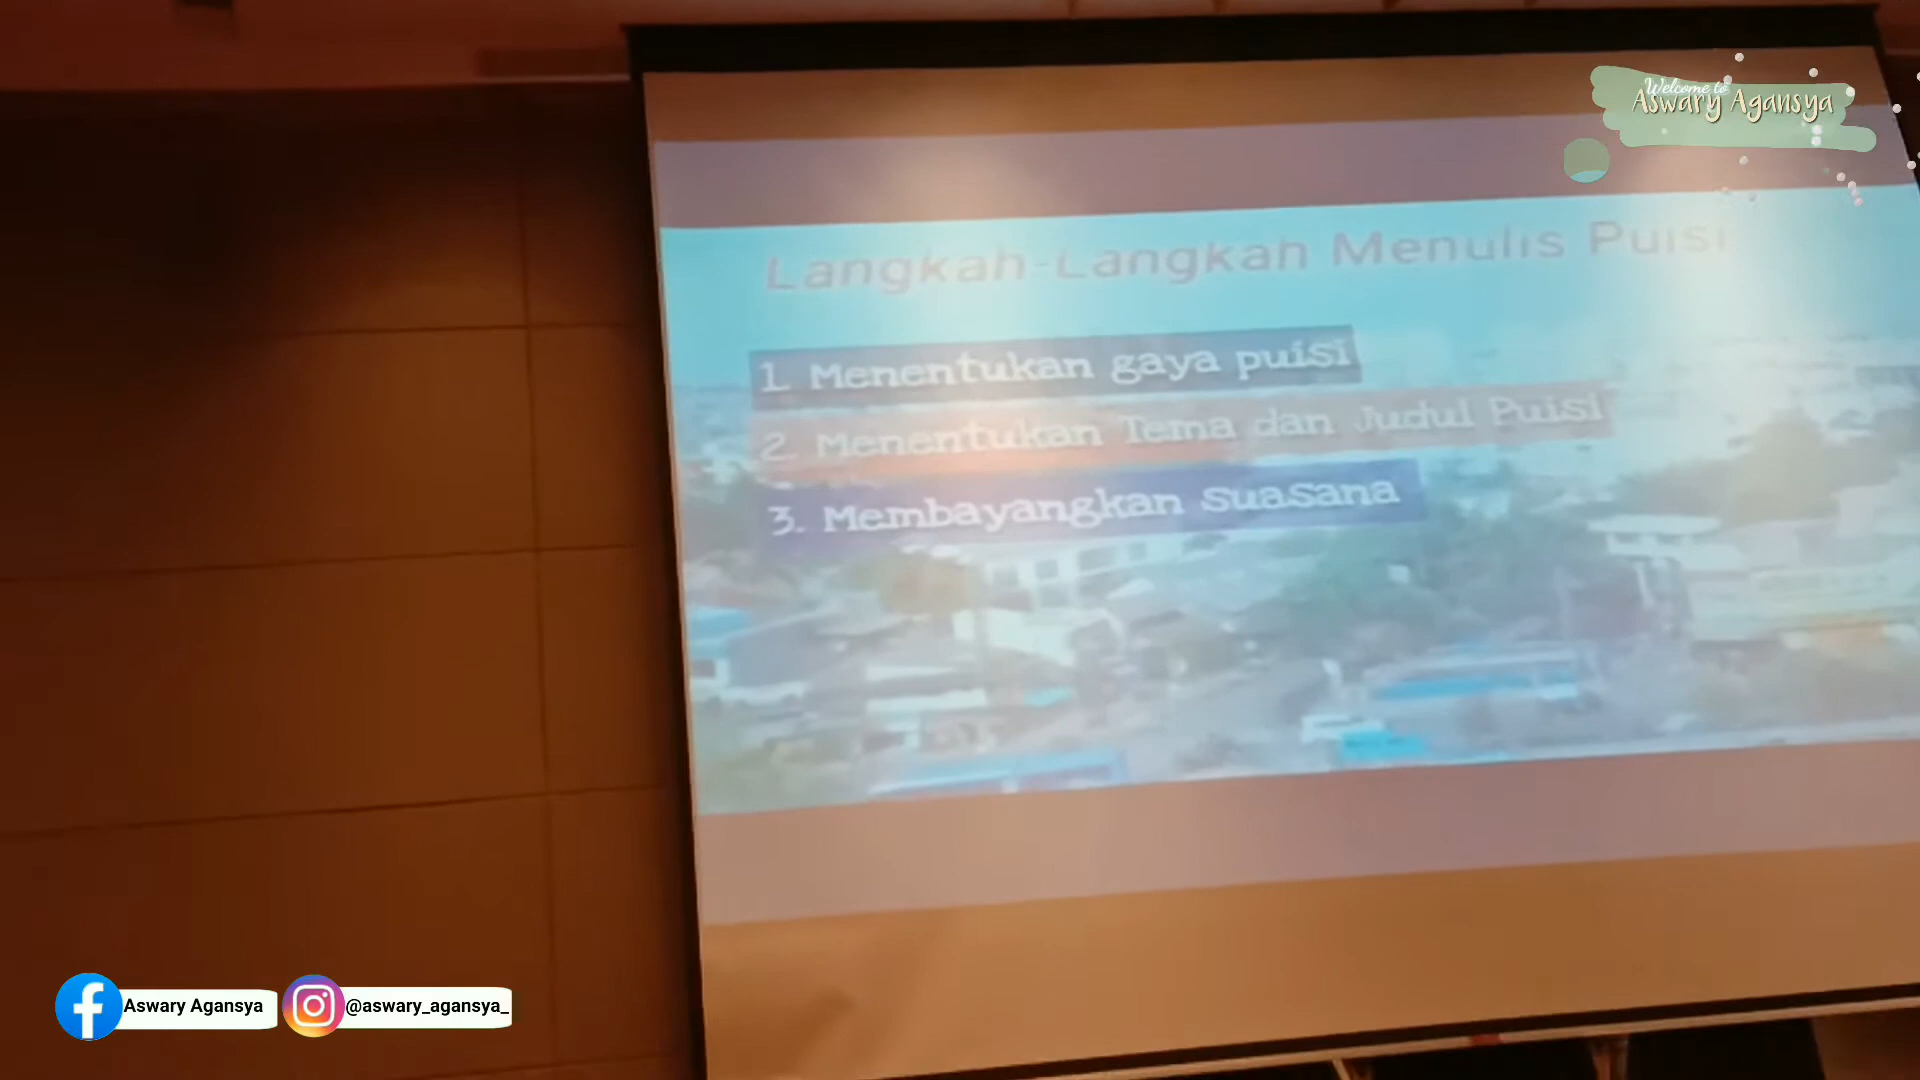 Welcome to
Aswary Agansya
Langkah-Langkah Menulis Puisi
1. Menentukan gaya puisi
2. Menentukan Tema dan Judul Puisi
3. Membayangkan suasana
Aswary Agansya
@aswary_agansya_